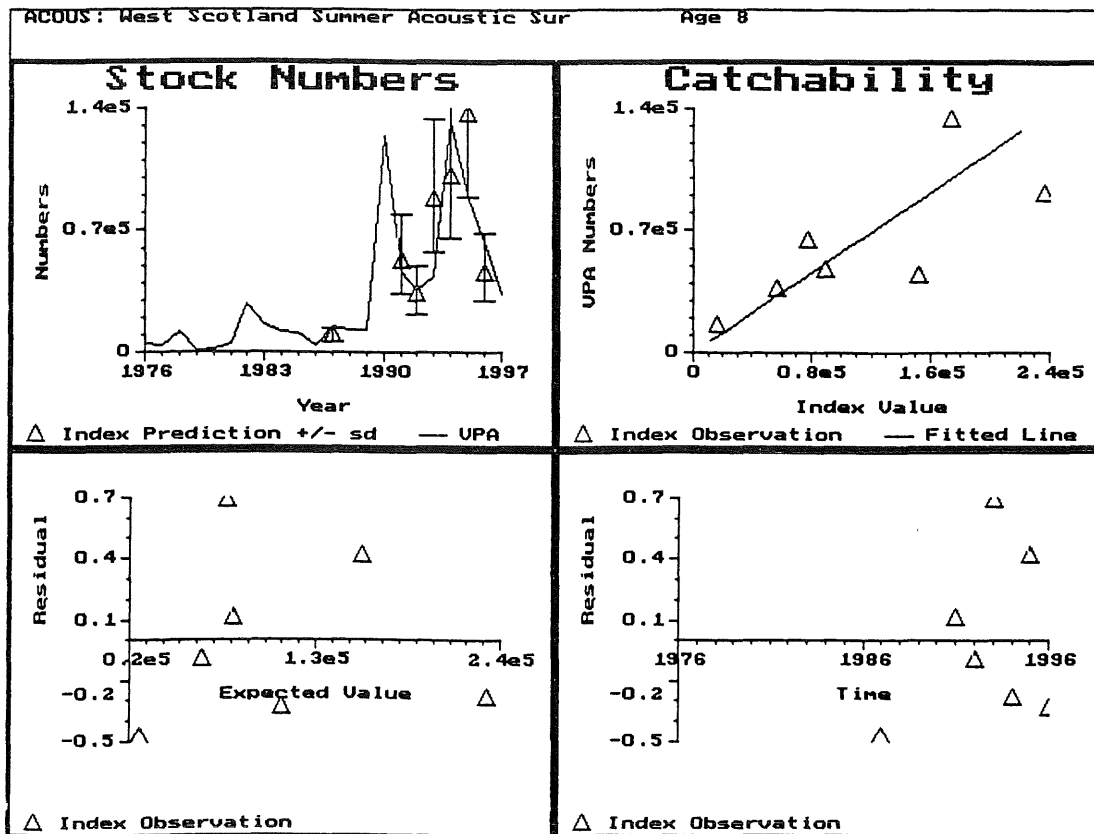 ACOUS: West Scotland Summer Acoustic Sur Age 8
Stock Numbers
1.4e5
0.7e5
0
Numbers
1976 1983 1990 1997
Year
Index Prediction +/- sd VPA
Catchability
1.4e5
0.7e5
0
VPA Numbers
0 0.8e5 1.6e5 2.4e5
Index Value
Index Observation Fitted Line
0.7
0.4
0.1
-0.2
-0.5
Residual
0.2e5 1.3e5 2.4e5
Expected Value
Index Observation
0.7
0.4
0.1
-0.2
-0.5
Residual
1976 1986 1996
Time
Index Observation